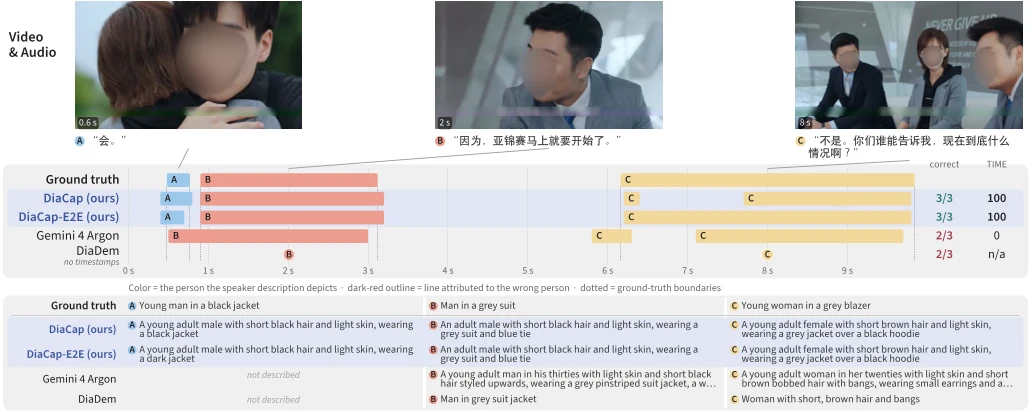 Video
& Audio
NEVER GIVE UP
0.6 s
2 s
8 s
A “会。”
B “因为，亚锦赛马上就要开始了。”
C “不是。你们谁能告诉我，现在到底什么
情况啊？”
correct TIME
Ground truth A B C
DiaCap (ours) A B C C 3/3 100
DiaCap-E2E (ours) A B C 3/3 100
Gemini 4 Argon B C C 2/3 0
DiaDem B C 2/3 n/a
no timestamps
0 s 1 s 2 s 3 s 4 s 5 s 6 s 7 s 8 s 9 s
Color = the person the speaker description depicts · dark-red outline = line attributed to the wrong person · dotted = ground-truth boundaries
Ground truth A Young man in a black jacket B Man in a grey suit C Young woman in a grey blazer
DiaCap (ours) A A young adult male with short black hair and light skin, wearing a black jacket B An adult male with short black hair and light skin, wearing a grey suit and blue tie C A young adult female with short brown hair and light skin, wearing a grey jacket over a black hoodie
DiaCap-E2E (ours) A A young adult male with short black hair and light skin, wearing a dark jacket B An adult male with short black hair and light skin, wearing a grey suit and blue tie C A young adult female with short brown hair and light skin, wearing a grey jacket over a black hoodie
Gemini 4 Argon not described B A young adult man in his thirties with light skin and short black hair styled upwards, wearing a grey pinstriped suit jacket, a w... C A young adult woman in her twenties with light skin and short brown bobbed hair with bangs, wearing small earrings and a...
DiaDem not described B Man in grey suit jacket C Woman with short, brown hair and bangs